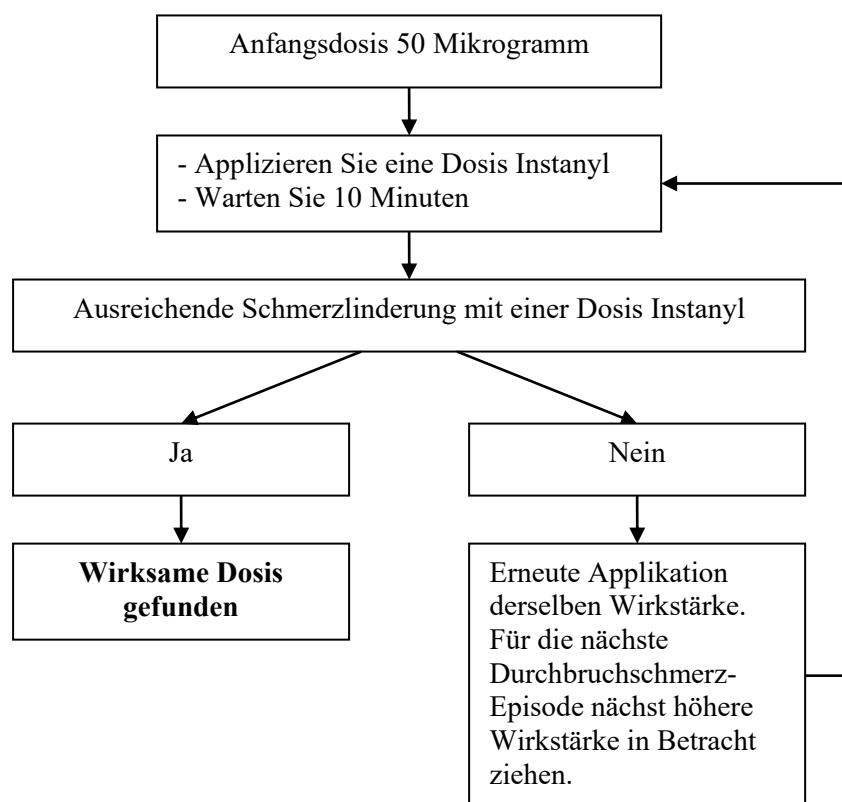 Anfangsdosis 50 Mikrogramm
- Applizieren Sie eine Dosis Instanyl
- Warten Sie 10 Minuten
Ausreichende Schmerzlinderung mit einer Dosis Instanyl
Ja
Nein
Wirksame Dosis
gefunden
Erneute Applikation
derselben Wirkstärke.
Für die nächste
Durchbruchschmerz-
Episode nächst höhere
Wirkstärke in Betracht
ziehen.